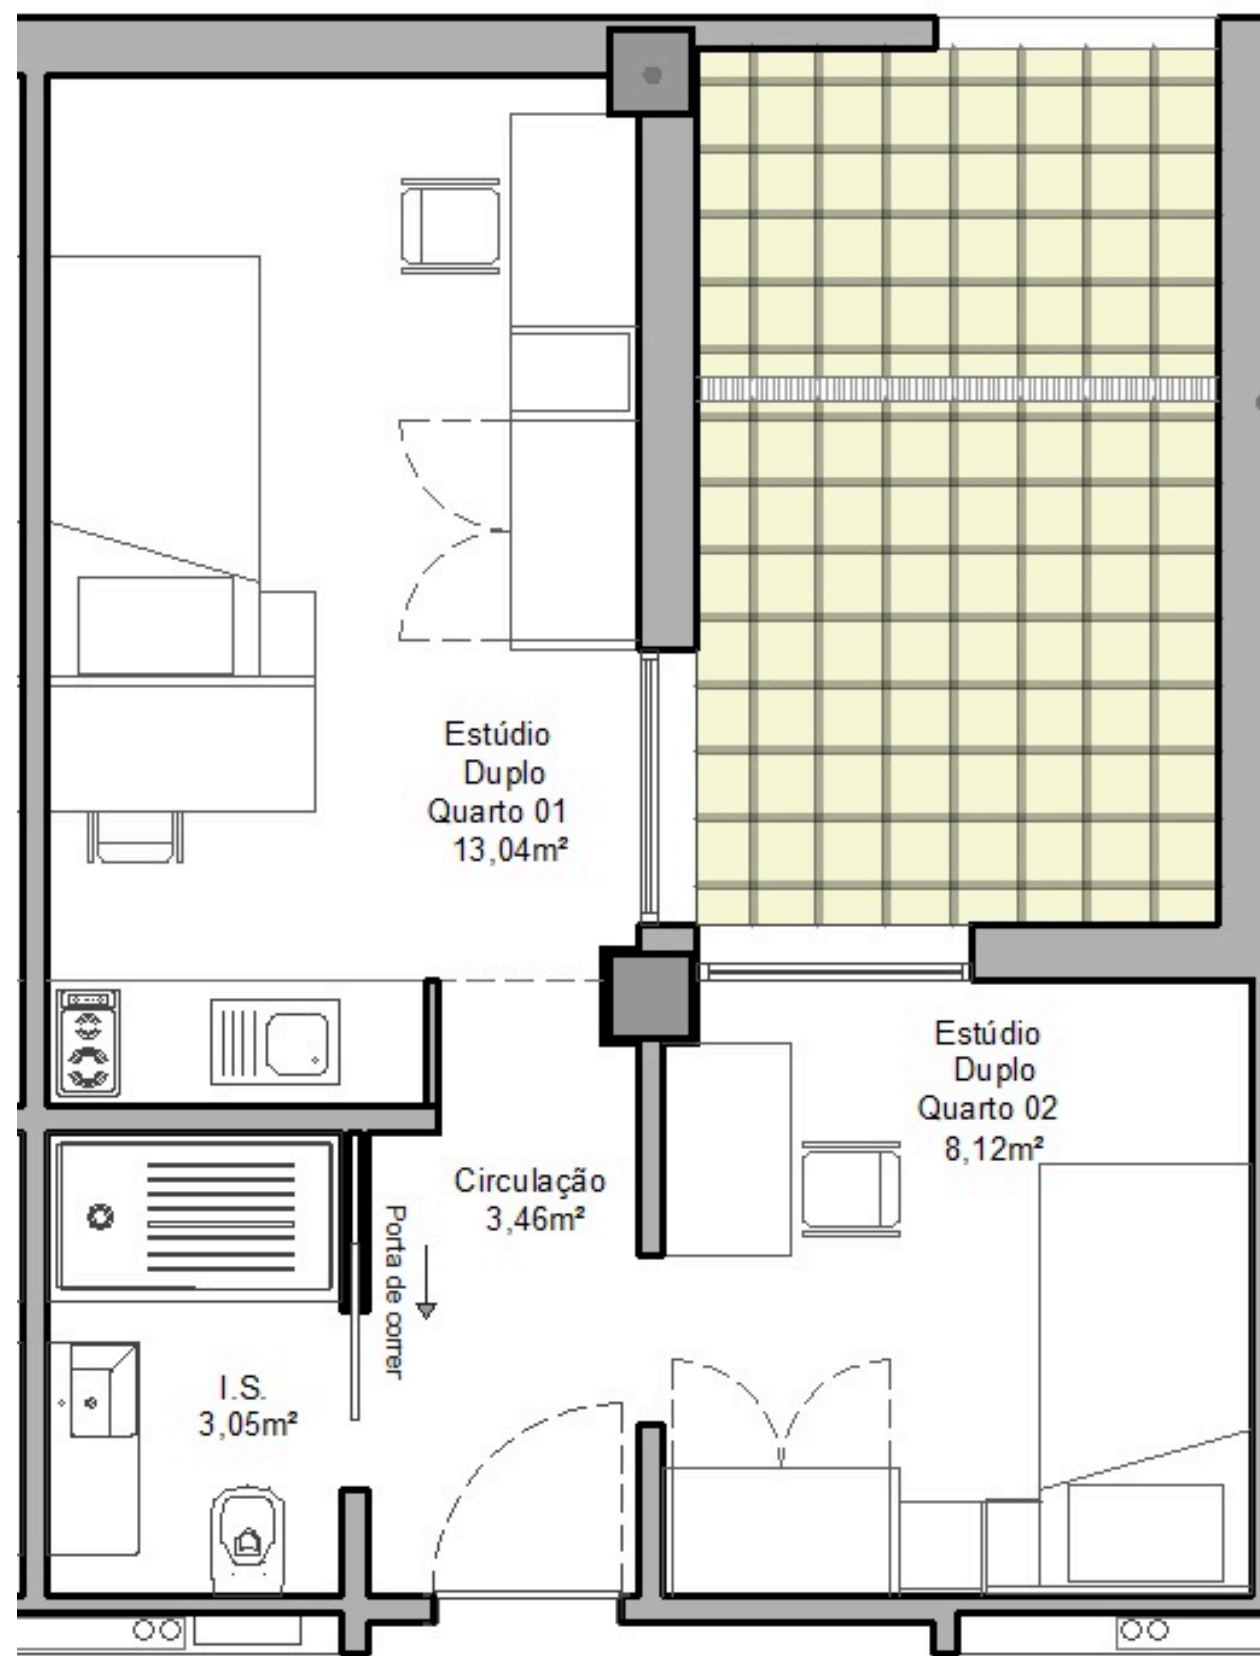 Estúdio
Duplo
Quarto 01
13,04m²
Estúdio
Duplo
Quarto 02
8,12m²
Circulação
3,46m²
Porta de correr
I.S.
3,05m²